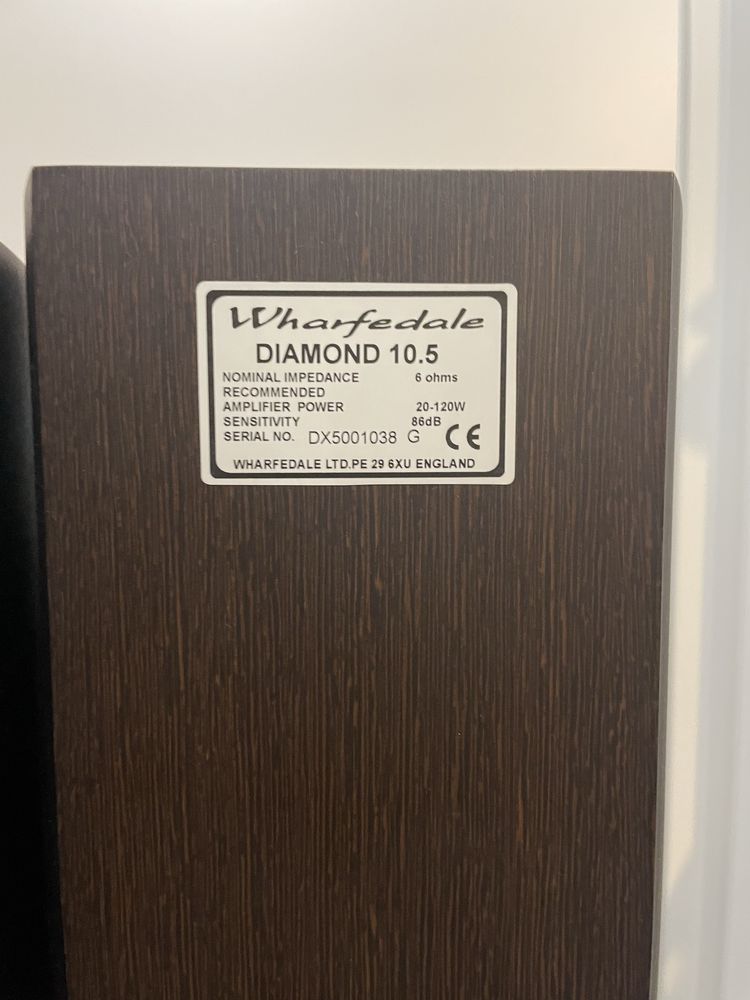 Wharfedale
DIAMOND 10.5
NOMINAL IMPEDANCE 6 ohms
RECOMMENDED
AMPLIFIER POWER 20-120W
SENSITIVITY 86dB
SERIAL NO. DX5001038 G CE
WHARFEDALE LTD.PE 29 6XU ENGLAND